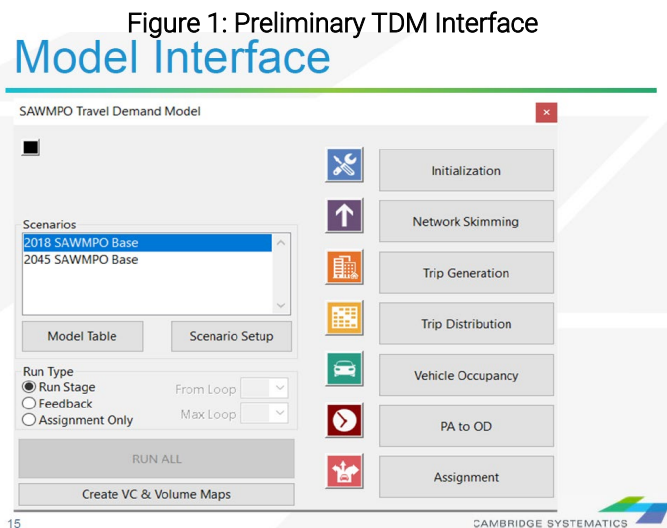 Figure 1: Preliminary TDM Interface
Model Interface
SAWMPO Travel Demand Model
Scenarios
2018 SAWMPO Base
2045 SAWMPO Base
Model Table
Scenario Setup
Run Type
Run Stage
Feedback
Assignment Only
From Loop
Max Loop
RUN ALL
Create VC & Volume Maps
Initialization
Network Skimming
Trip Generation
Trip Distribution
Vehicle Occupancy
PA to OD
Assignment
15
CAMBRIDGE SYSTEMATICS